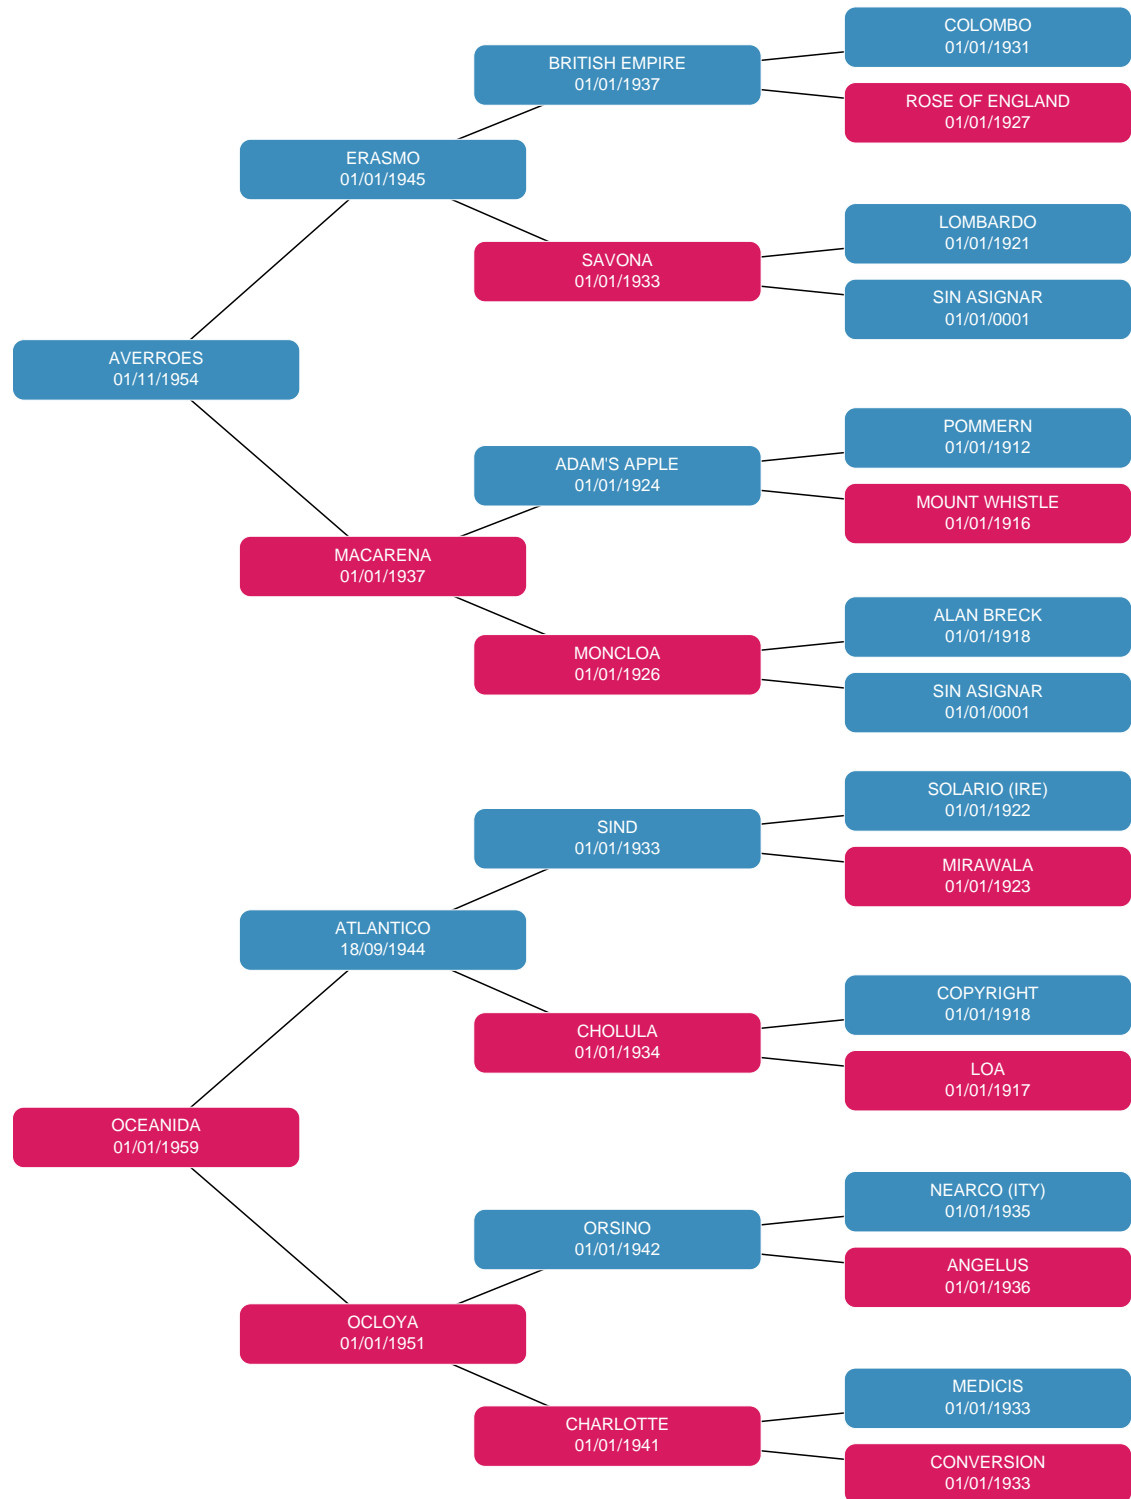 COLOMBO
01/01/1931
BRITISH EMPIRE
01/01/1937
ROSE OF ENGLAND
01/01/1927
ERASMO
01/01/1945
LOMBARDO
01/01/1921
SAVONA
01/01/1933
SIN ASIGNAR
01/01/0001
AVERROES
01/11/1954
POMMERN
01/01/1912
ADAM'S APPLE
01/01/1924
MOUNT WHISTLE
01/01/1916
MACARENA
01/01/1937
ALAN BRECK
01/01/1918
MONCLOA
01/01/1926
SIN ASIGNAR
01/01/0001
SOLARIO (IRE)
01/01/1922
SIND
01/01/1933
MIRAWALA
01/01/1923
ATLANTICO
18/09/1944
COPYRIGHT
01/01/1918
CHOLULA
01/01/1934
LOA
01/01/1917
OCEANIDA
01/01/1959
NEARCO (ITY)
01/01/1935
ORSINO
01/01/1942
ANGELUS
01/01/1936
OCLOYA
01/01/1951
MEDICIS
01/01/1933
CHARLOTTE
01/01/1941
CONVERSION
01/01/1933